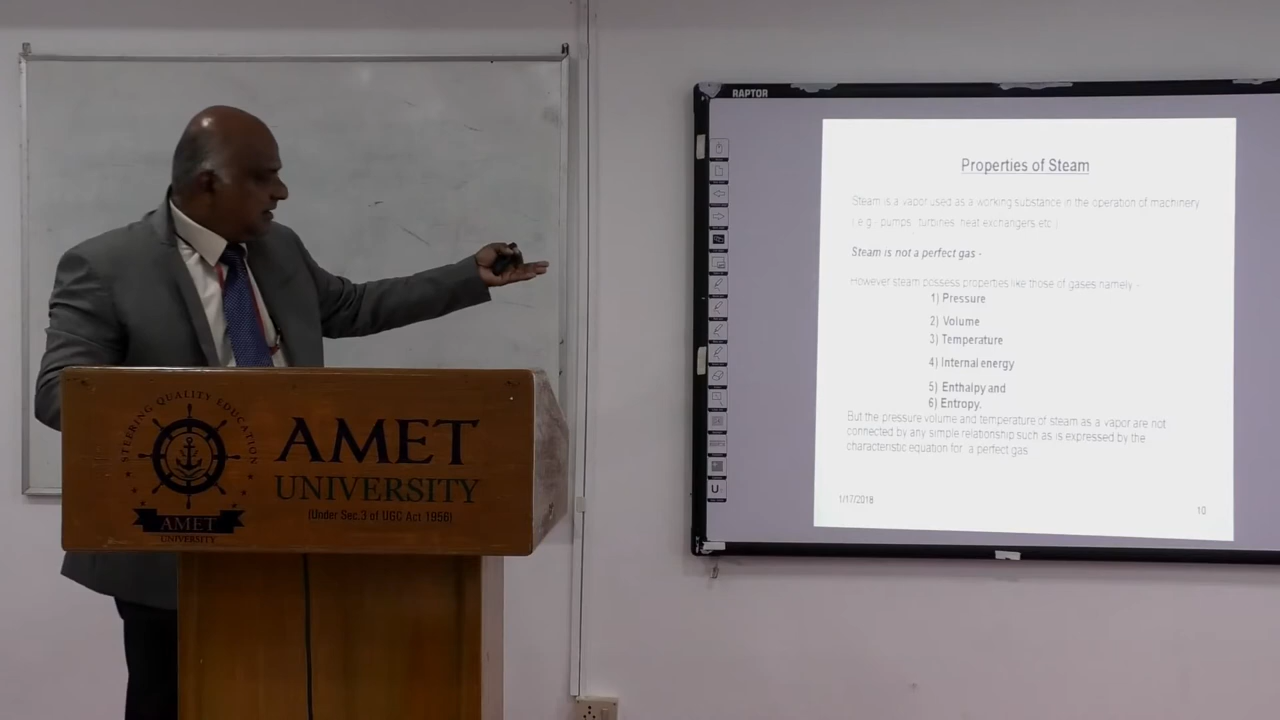 RAPTOR
Properties of Steam
Steam is a vapor used as a working substance in the operation of machinery
( e.g - pumps, turbines, heat exchangers etc )
Steam is not a perfect gas -
However steam possess properties like those of gases namely -
1) Pressure
2) Volume
3) Temperature
4) Internal energy
5) Enthalpy and
6) Entropy.
But the pressure volume and temperature of steam as a vapor are not
connected by any simple relationship such as is expressed by the
characteristic equation for a perfect gas
1/17/2018
10
U
STEERING QUALITY EDUCATION
AMET
UNIVERSITY
AMET
UNIVERSITY
(Under Sec.3 of UGC Act 1956)